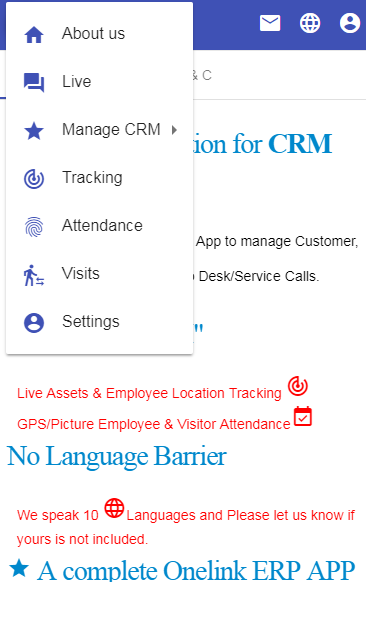 About us
Live
& C
Manage CRM
tion for CRM
Tracking
Attendance
App to manage Customer,
Visits
Desk/Service Calls.
Settings
"
Live Assets & Employee Location Tracking
GPS/Picture Employee & Visitor Attendance
No Language Barrier
We speak 10 Languages and Please let us know if
yours is not included.
A complete Onelink ERP APP